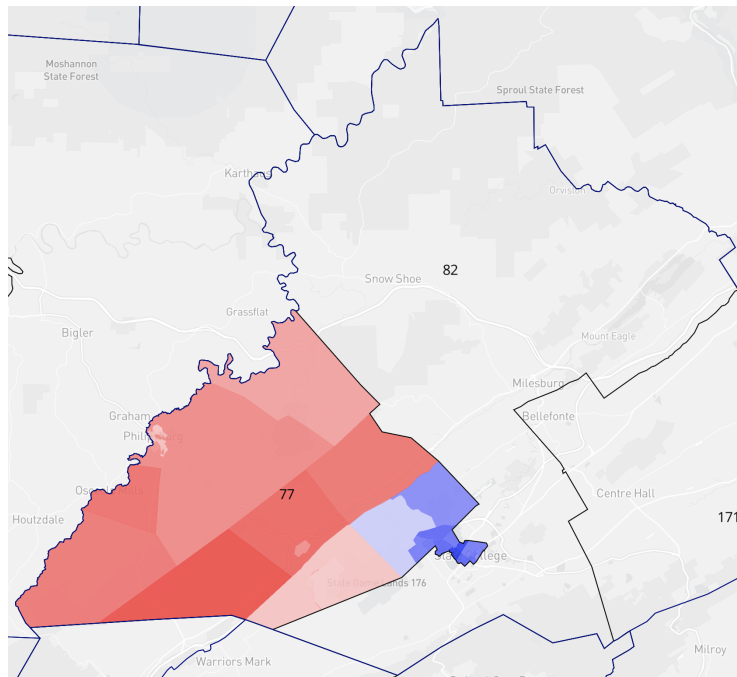 Moshannon
State Forest
Sproul State Forest
Karthaus
Orviston
82
Snow Shoe
Grassflat
Bigler
Mount Eagle
Milesburg
Graham
Bellefonte
77
Centre Hall
Houtzdale
171
State Game Lands 176
Warriors Mark
Milroy